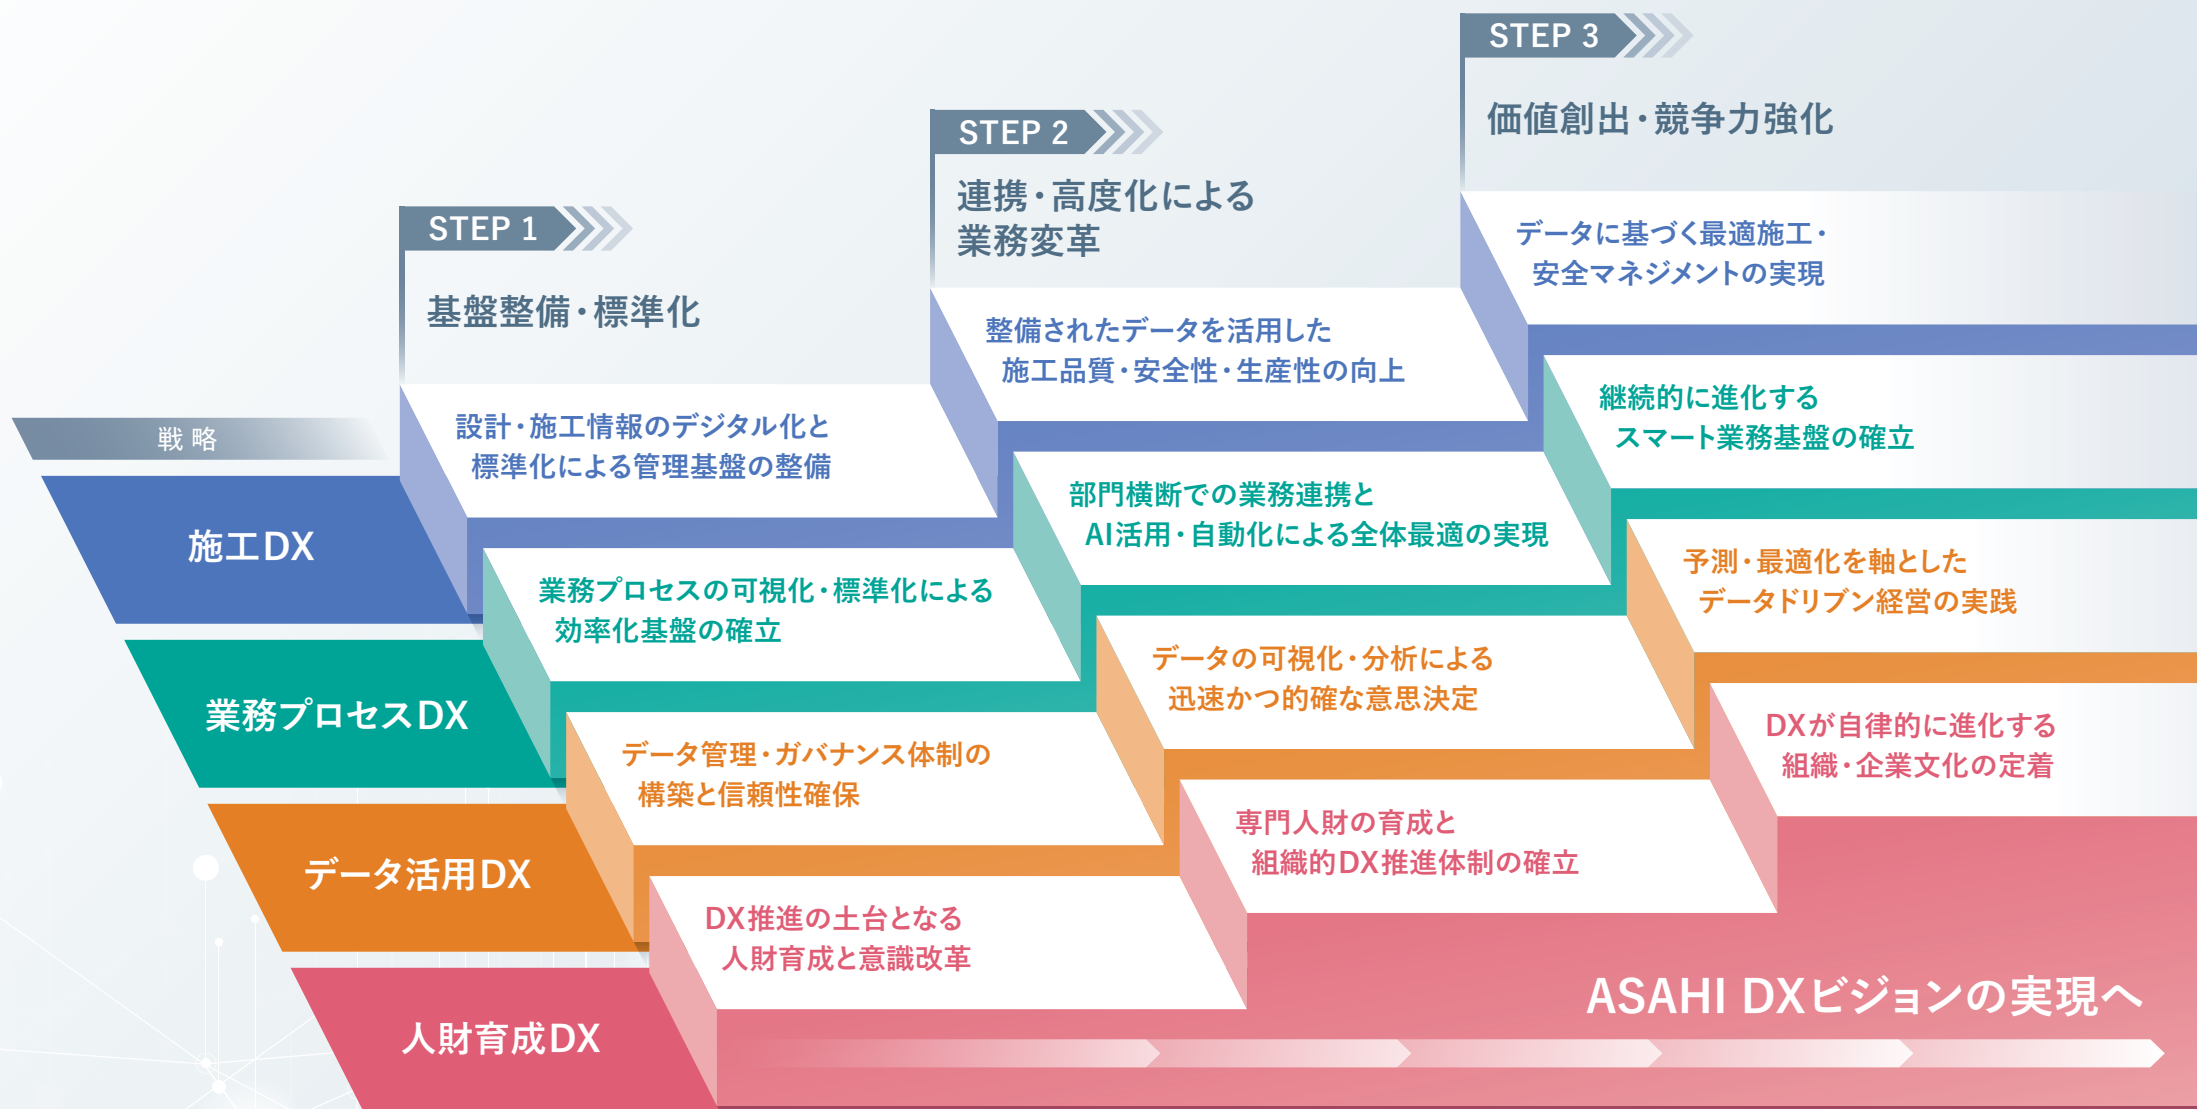 STEP 1
基盤整備・標準化
STEP 2
連携・高度化による
業務変革
STEP 3
価値創出・競争力強化
戦略
施工DX
設計・施工情報のデジタル化と
標準化による管理基盤の整備
整備されたデータを活用した
施工品質・安全性・生産性の向上
データに基づく最適施工・
安全マネジメントの実現
業務プロセスDX
業務プロセスの可視化・標準化による
効率化基盤の確立
部門横断での業務連携と
AI活用・自動化による全体最適の実現
継続的に進化する
スマート業務基盤の確立
データ活用DX
データ管理・ガバナンス体制の
構築と信頼性確保
データの可視化・分析による
迅速かつ的確な意思決定
予測・最適化を軸とした
データドリブン経営の実践
人財育成DX
DX推進の土台となる
人財育成と意識改革
専門人財の育成と
組織的DX推進体制の確立
DXが自律的に進化する
組織・企業文化の定着
ASAHI DXビジョンの実現へ